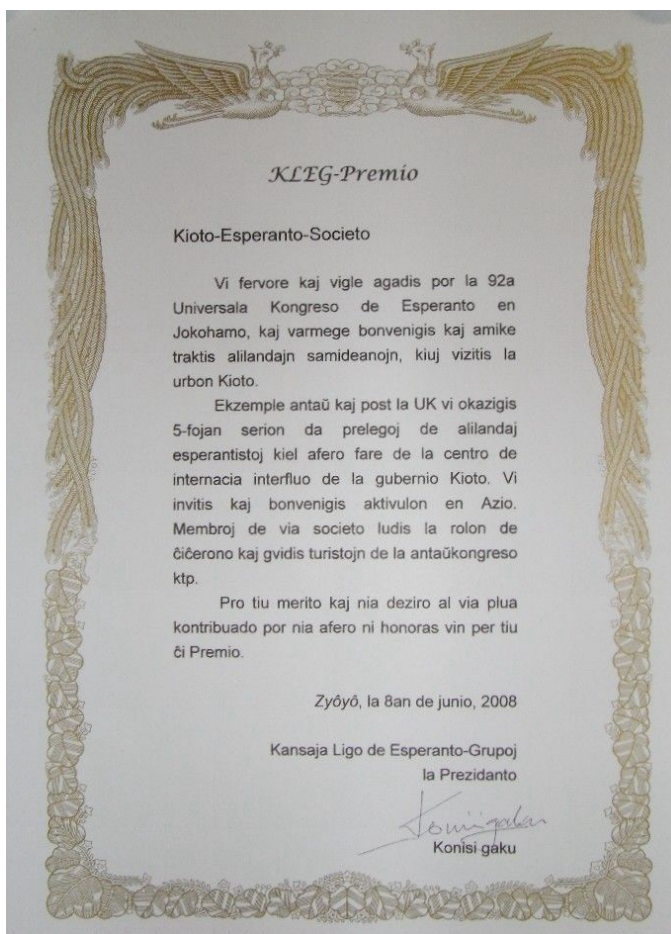 KLEG-Premio
Kioto-Esperanto-Societo
Vi fervore kaj vigle agadis por la 92a
Universala Kongreso de Esperanto en
Jokohamo, kaj varmege bonvenigis kaj amike
traktis alilandajn samideanojn, kiuj vizitis la
urbon Kioto.
Ekzemple antaŭ kaj post la UK vi okazigis
5-fojan serion da prelegoj de alilandaj
esperantistoj kiel afero fare de la centro de
internacia interfluo de la gubernio Kioto. Vi
invitis kaj bonvenigis aktivulon en Azio.
Membroj de via societo ludis la rolon de
ĉiĉerono kaj gvidis turistojn de la antaŭkongreso
ktp.
Pro tiu merito kaj nia deziro al via plua
kontribuado por nia afero ni honoras vin per tiu
ĉi Premio.
Zyôyô, la 8an de junio, 2008
Kansaja Ligo de Esperanto-Grupoj
la Prezidanto
Konisi gaku